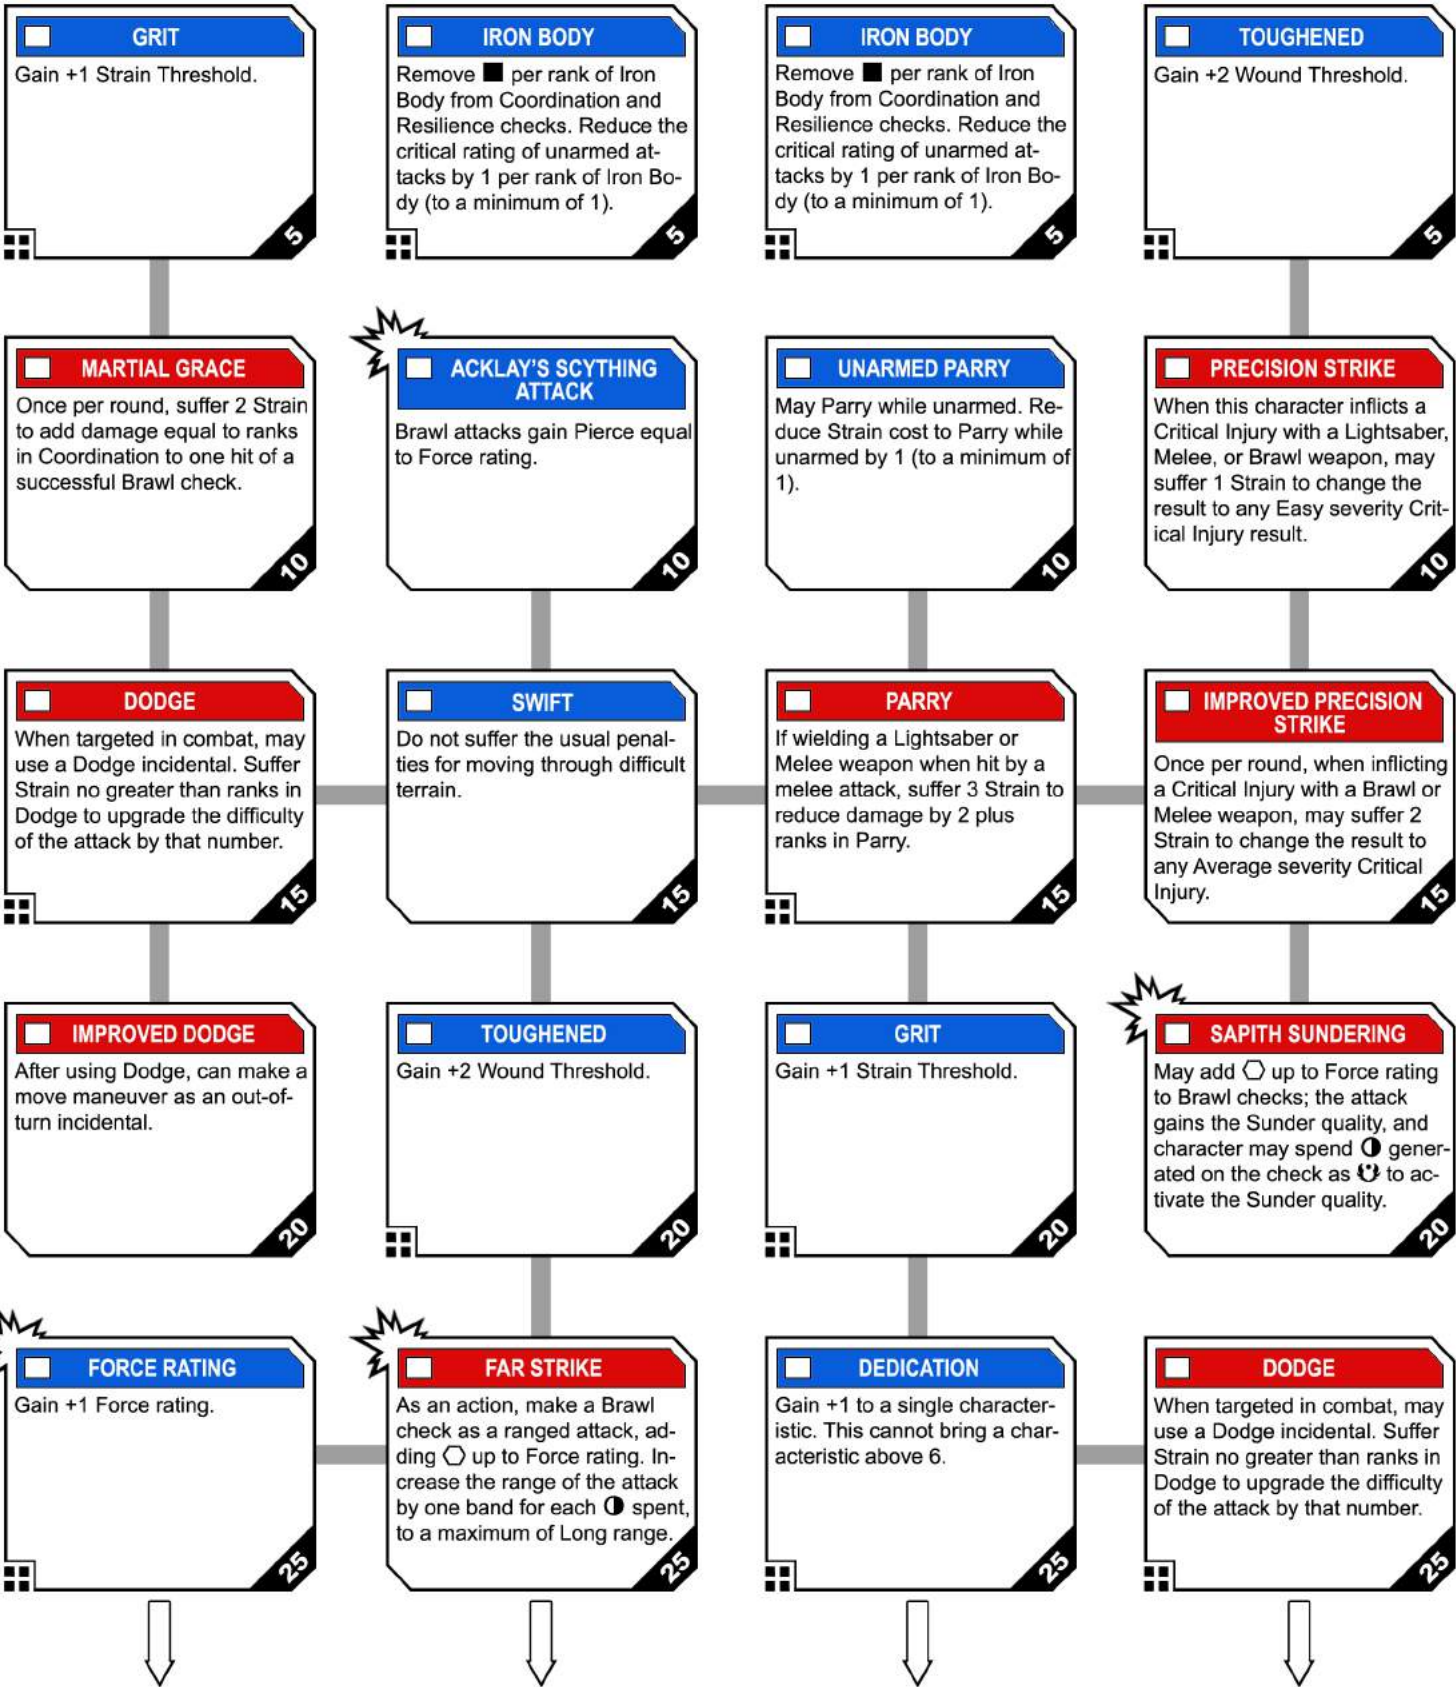 GRIT
Gain +1 Strain Threshold.
5
IRON BODY
Remove ■ per rank of Iron
Body from Coordination and
Resilience checks. Reduce the
critical rating of unarmed at-
tacks by 1 per rank of Iron Bo-
dy (to a minimum of 1).
5
IRON BODY
Remove ■ per rank of Iron
Body from Coordination and
Resilience checks. Reduce the
critical rating of unarmed at-
tacks by 1 per rank of Iron Bo-
dy (to a minimum of 1).
5
TOUGHENED
Gain +2 Wound Threshold.
5
MARTIAL GRACE
Once per round, suffer 2 Strain
to add damage equal to ranks
in Coordination to one hit of a
successful Brawl check.
10
ACKLAY'S SCYTHING
ATTACK
Brawl attacks gain Pierce equal
to Force rating.
10
UNARMED PARRY
May Parry while unarmed. Re-
duce Strain cost to Parry while
unarmed by 1 (to a minimum of
1).
10
PRECISION STRIKE
When this character inflicts a
Critical Injury with a Lightsaber,
Melee, or Brawl weapon, may
suffer 1 Strain to change the
result to any Easy severity Crit-
ical Injury result.
10
DODGE
When targeted in combat, may
use a Dodge incidental. Suffer
Strain no greater than ranks in
Dodge to upgrade the difficulty
of the attack by that number.
15
SWIFT
Do not suffer the usual penal-
ties for moving through difficult
terrain.
15
PARRY
If wielding a Lightsaber or
Melee weapon when hit by a
melee attack, suffer 3 Strain to
reduce damage by 2 plus
ranks in Parry.
15
IMPROVED PRECISION
STRIKE
Once per round, when inflicting
a Critical Injury with a Brawl or
Melee weapon, may suffer 2
Strain to change the result to
any Average severity Critical
Injury.
15
IMPROVED DODGE
After using Dodge, can make a
move maneuver as an out-of-
turn incidental.
20
TOUGHENED
Gain +2 Wound Threshold.
20
GRIT
Gain +1 Strain Threshold.
20
SAPITH SUNDERING
May add ⬡ up to Force rating
to Brawl checks; the attack
gains the Sunder quality, and
character may spend ◑ gener-
ated on the check as to ac-
tivate the Sunder quality.
20
FORCE RATING
Gain +1 Force rating.
25
FAR STRIKE
As an action, make a Brawl
check as a ranged attack, ad-
ding ⬡ up to Force rating. In-
crease the range of the attack
by one band for each ◑ spent,
to a maximum of Long range.
25
DEDICATION
Gain +1 to a single character-
istic. This cannot bring a char-
acteristic above 6.
25
DODGE
When targeted in combat, may
use a Dodge incidental. Suffer
Strain no greater than ranks in
Dodge to upgrade the difficulty
of the attack by that number.
25